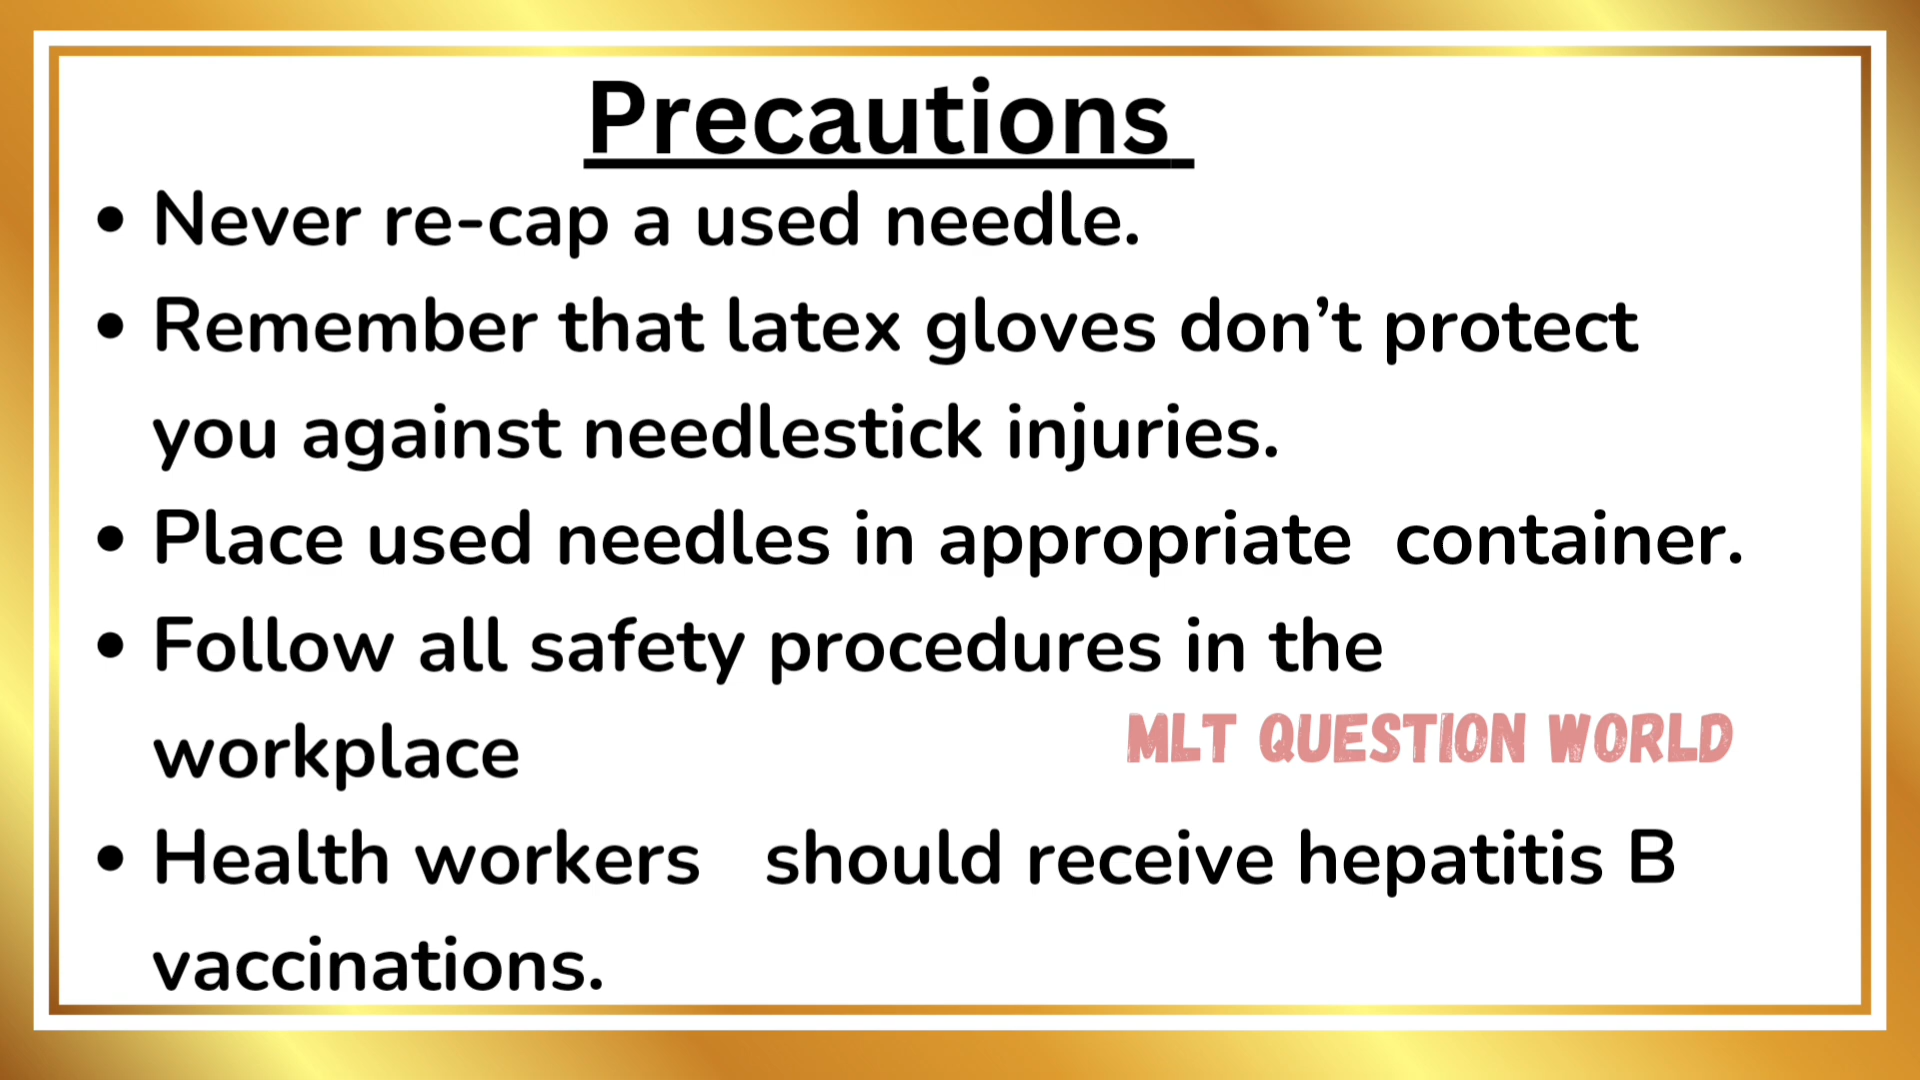 Precautions
• Never re-cap a used needle.
• Remember that latex gloves don’t protect
you against needlestick injuries.
• Place used needles in appropriate  container.
• Follow all safety procedures in the
workplace
MLT QUESTION WORLD
• Health workers   should receive hepatitis B
vaccinations.